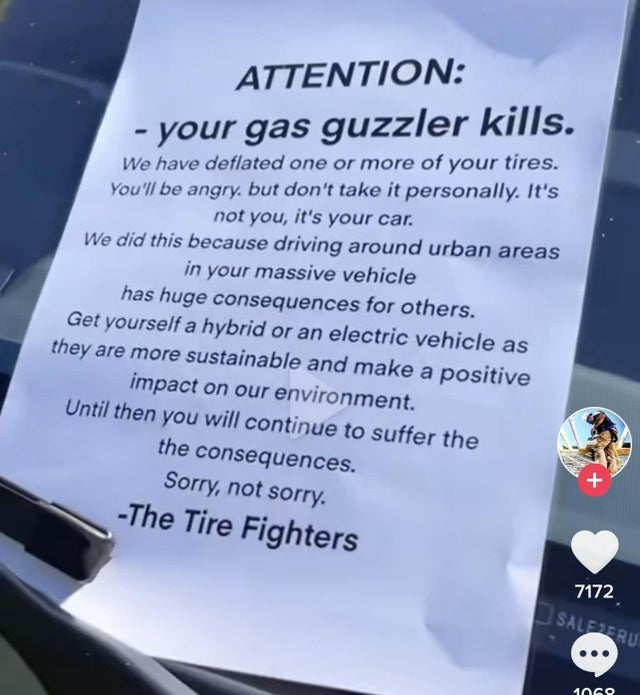 ATTENTION:
- your gas guzzler kills.
We have deflated one or more of your tires.
You'll be angry. but don't take it personally. It's
not you, it's your car.
We did this because driving around urban areas
in your massive vehicle
has huge consequences for others.
Get yourself a hybrid or an electric vehicle as
they are more sustainable and make a positive
impact on our environment.
Until then you will continue to suffer the
the consequences.
Sorry, not sorry.
-The Tire Fighters
7172
1068